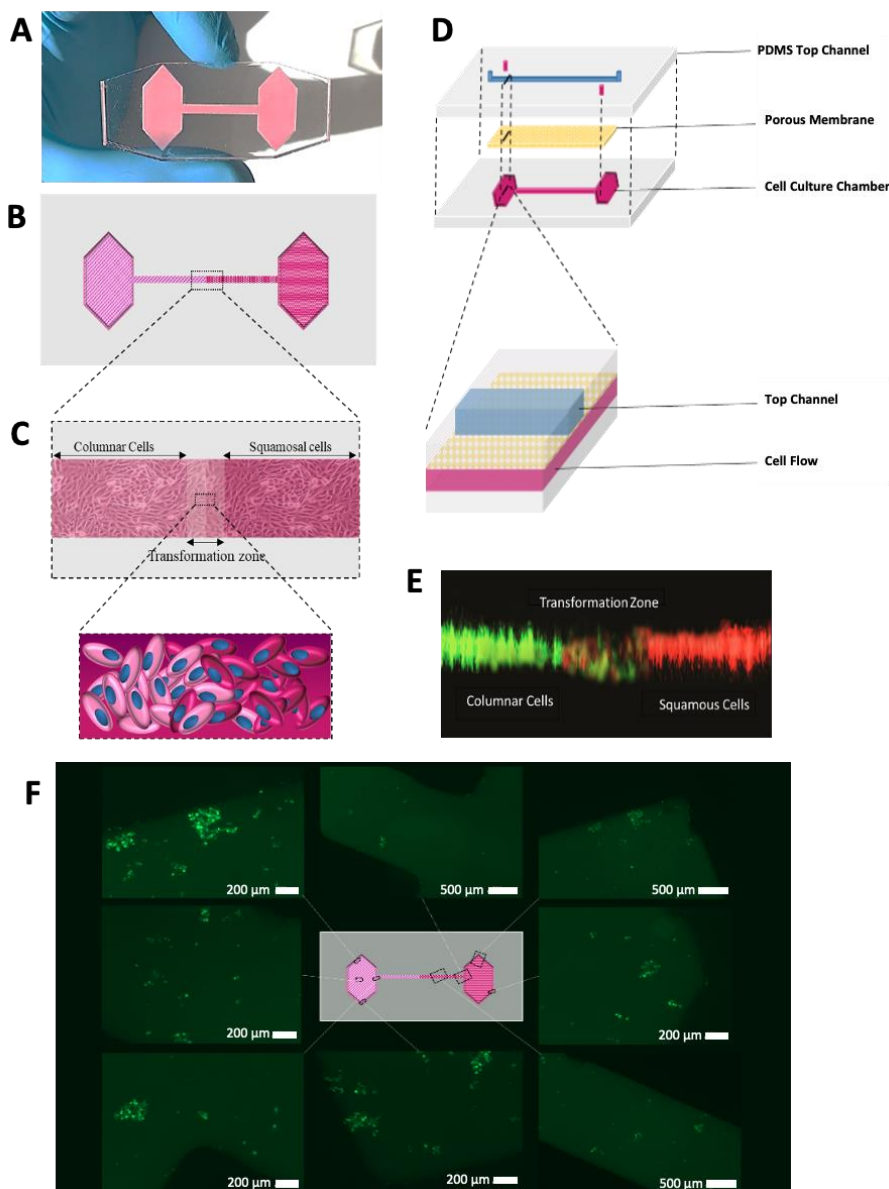 A
B
C
Columnar Cells
Squamosal cells
Transformation zone
D
PDMS Top Channel
Porous Membrane
Cell Culture Chamber
Top Channel
Cell Flow
E
Transformation Zone
Columnar Cells
Squamous Cells
F
200 µm
500 µm
500 µm
200 µm
200 µm
200 µm
200 µm
500 µm